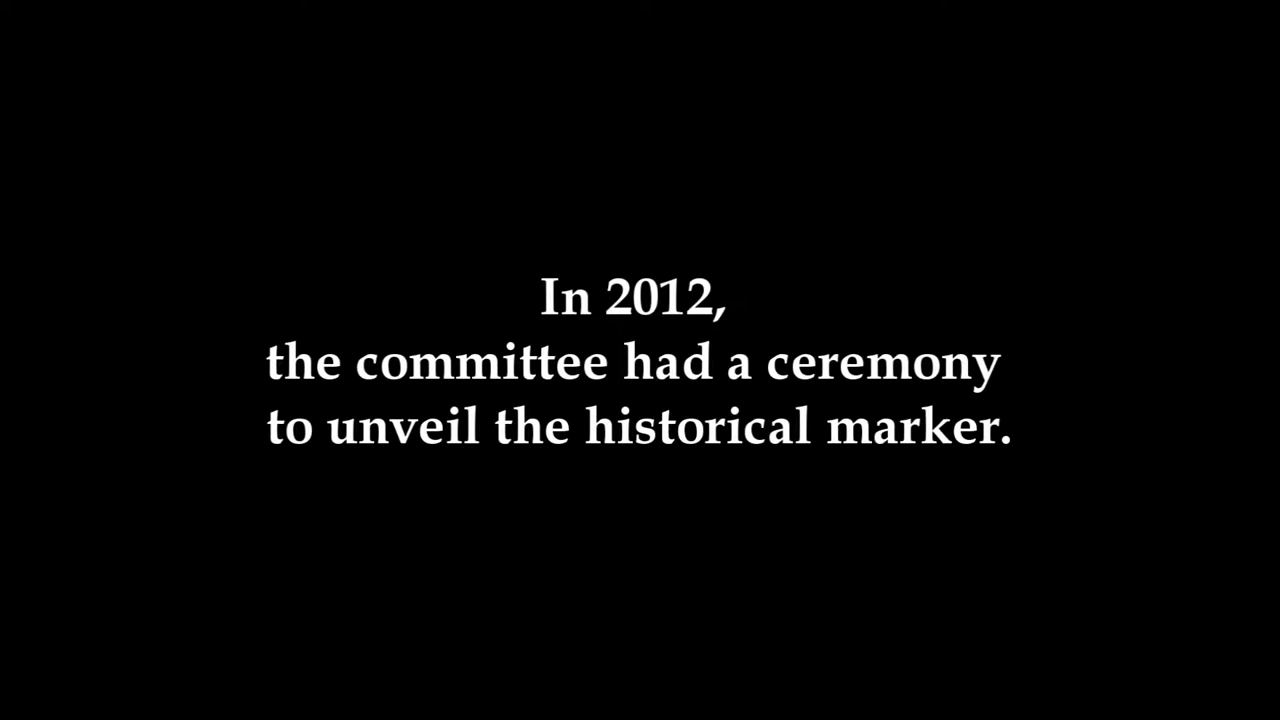 In 2012,
the committee had a ceremony
to unveil the historical marker.